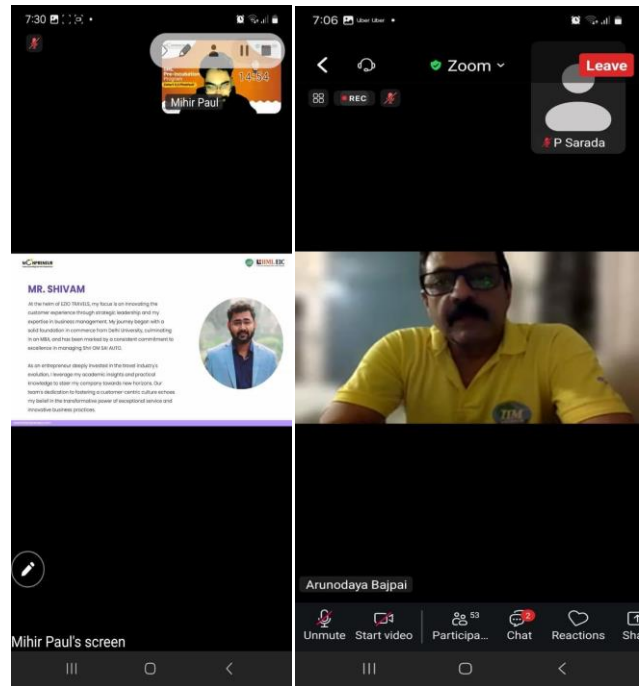 7:30
Mihir Paul
14:54
MR. SHIVAM
At the helm of EZIO TRAVELS, my focus is on innovating the
customer experience through strategic leadership and my
expertise in business management. My journey began with a
solid foundation in commerce from Delhi University, culminating
in an MBA, and has been marked by a consistent commitment to
excellence in managing SHri OM SAI AUTO.
As an entrepreneur deeply invested in the travel industry's
evolution, I leverage my academic insights and practical
knowledge to steer my company towards new horizons. Our
team's dedication to fostering a customer-centric culture echoes
my belief in the transformative power of exceptional service and
innovative business practices.
Mihir Paul's screen
7:06 Uber Uber
Zoom
Leave
REC
P Sarada
IIM
Arunodaya Bajpai
53 2
Unmute Start video Participa... Chat Reactions Sha